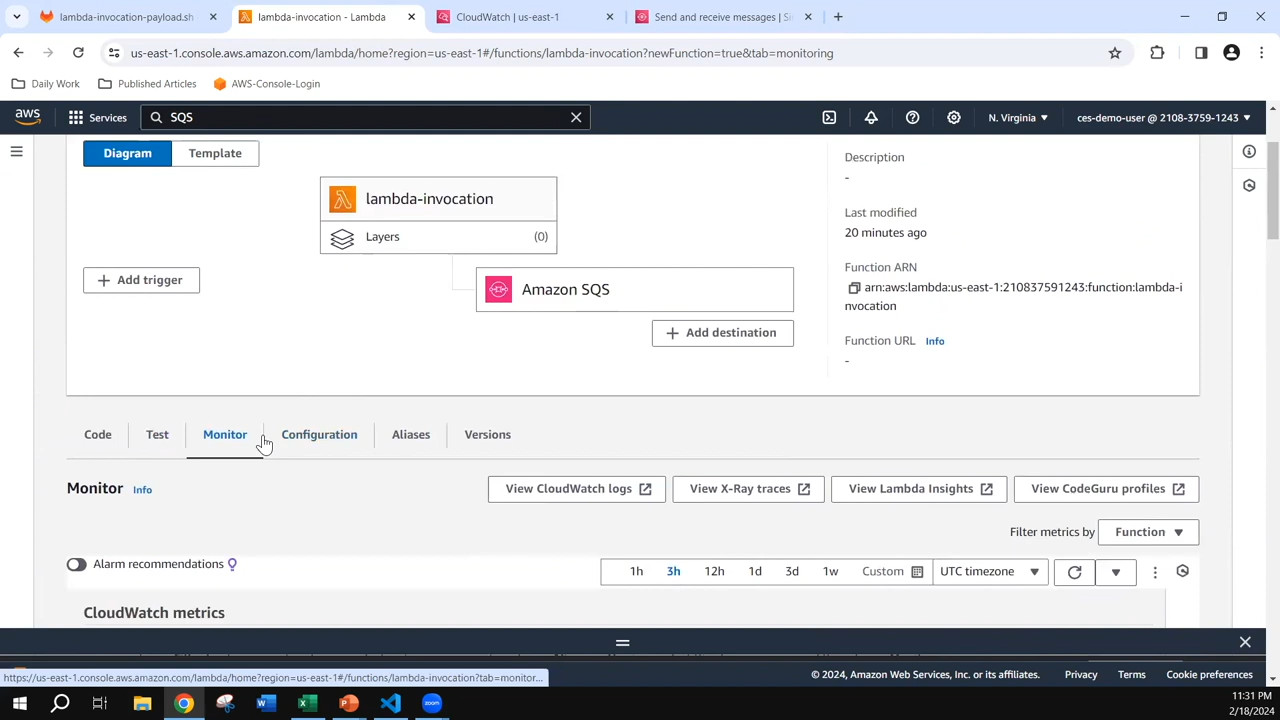 lambda-invocation-payload.sh
lambda-invocation - Lambda
CloudWatch | us-east-1
Send and receive messages | Si
us-east-1.console.aws.amazon.com/lambda/home?region=us-east-1#/functions/lambda-invocation?newFunction=true&tab=monitoring
Daily Work
Published Articles
AWS-Console-Login
aws
Services
SQS
N. Virginia
ces-demo-user @ 2108-3759-1243
Diagram
Template
lambda-invocation
Layers
(0)
Add trigger
Amazon SQS
Add destination
Description
-
Last modified
20 minutes ago
Function ARN
arn:aws:lambda:us-east-1:210837591243:function:lambda-i
nvocation
Function URL Info
-
Code
Test
Monitor
Configuration
Aliases
Versions
Monitor Info
View CloudWatch logs
View X-Ray traces
View Lambda Insights
View CodeGuru profiles
Filter metrics by
Function
Alarm recommendations
1h
3h
12h
1d
3d
1w
Custom
UTC timezone
CloudWatch metrics
https://us-east-1.console.aws.amazon.com/lambda/home?region=us-east-1#/functions/lambda-invocation?tab=monitor...
© 2024, Amazon Web Services, Inc. or its affiliates.
Privacy
Terms
Cookie preferences
11:31 PM
2/18/2024